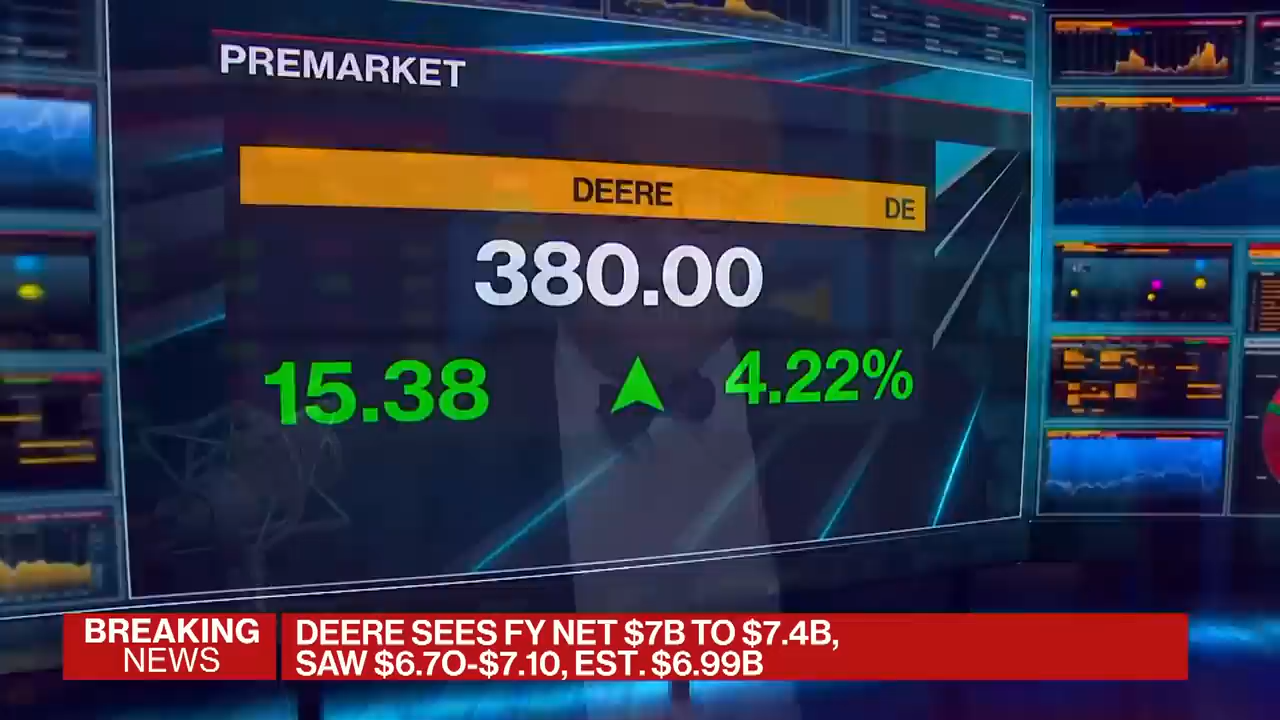 PREMARKET
DEERE
DE
380.00
15.38
4.22%
BREAKING
NEWS
DEERE SEES FY NET $7B TO $7.4B,
SAW $6.70-$7.10, EST. $6.99B